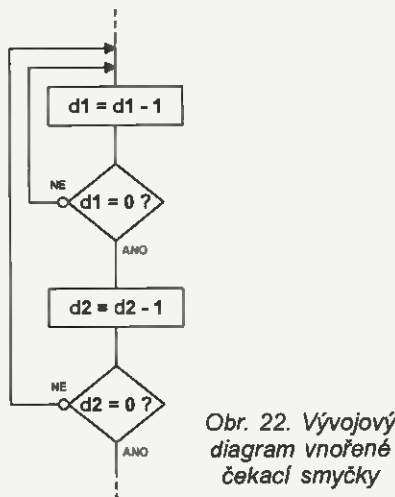 d1 = d1 - 1
NE
d1 = 0 ?
ANO
d2 = d2 - 1
NE
d2 = 0 ?
ANO
Obr. 22. Vývojový
diagram vnořené
čekací smyčky